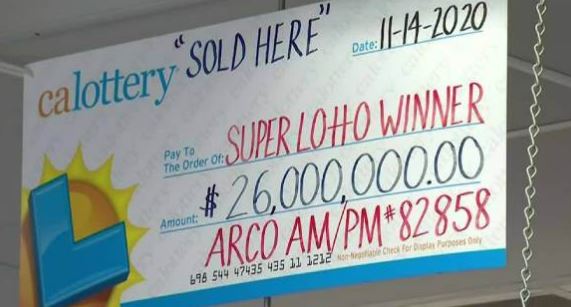 calottery "SOLD HERE" Date: 11-14-2020
Pay To
The Order Of: SUPER LOTTO WINNER
Amount: $ 26,000,000.00
ARCO AM/PM #82858
698 544 47435 435 11 1212 Non-Negotiable Check For Display Purposes Only